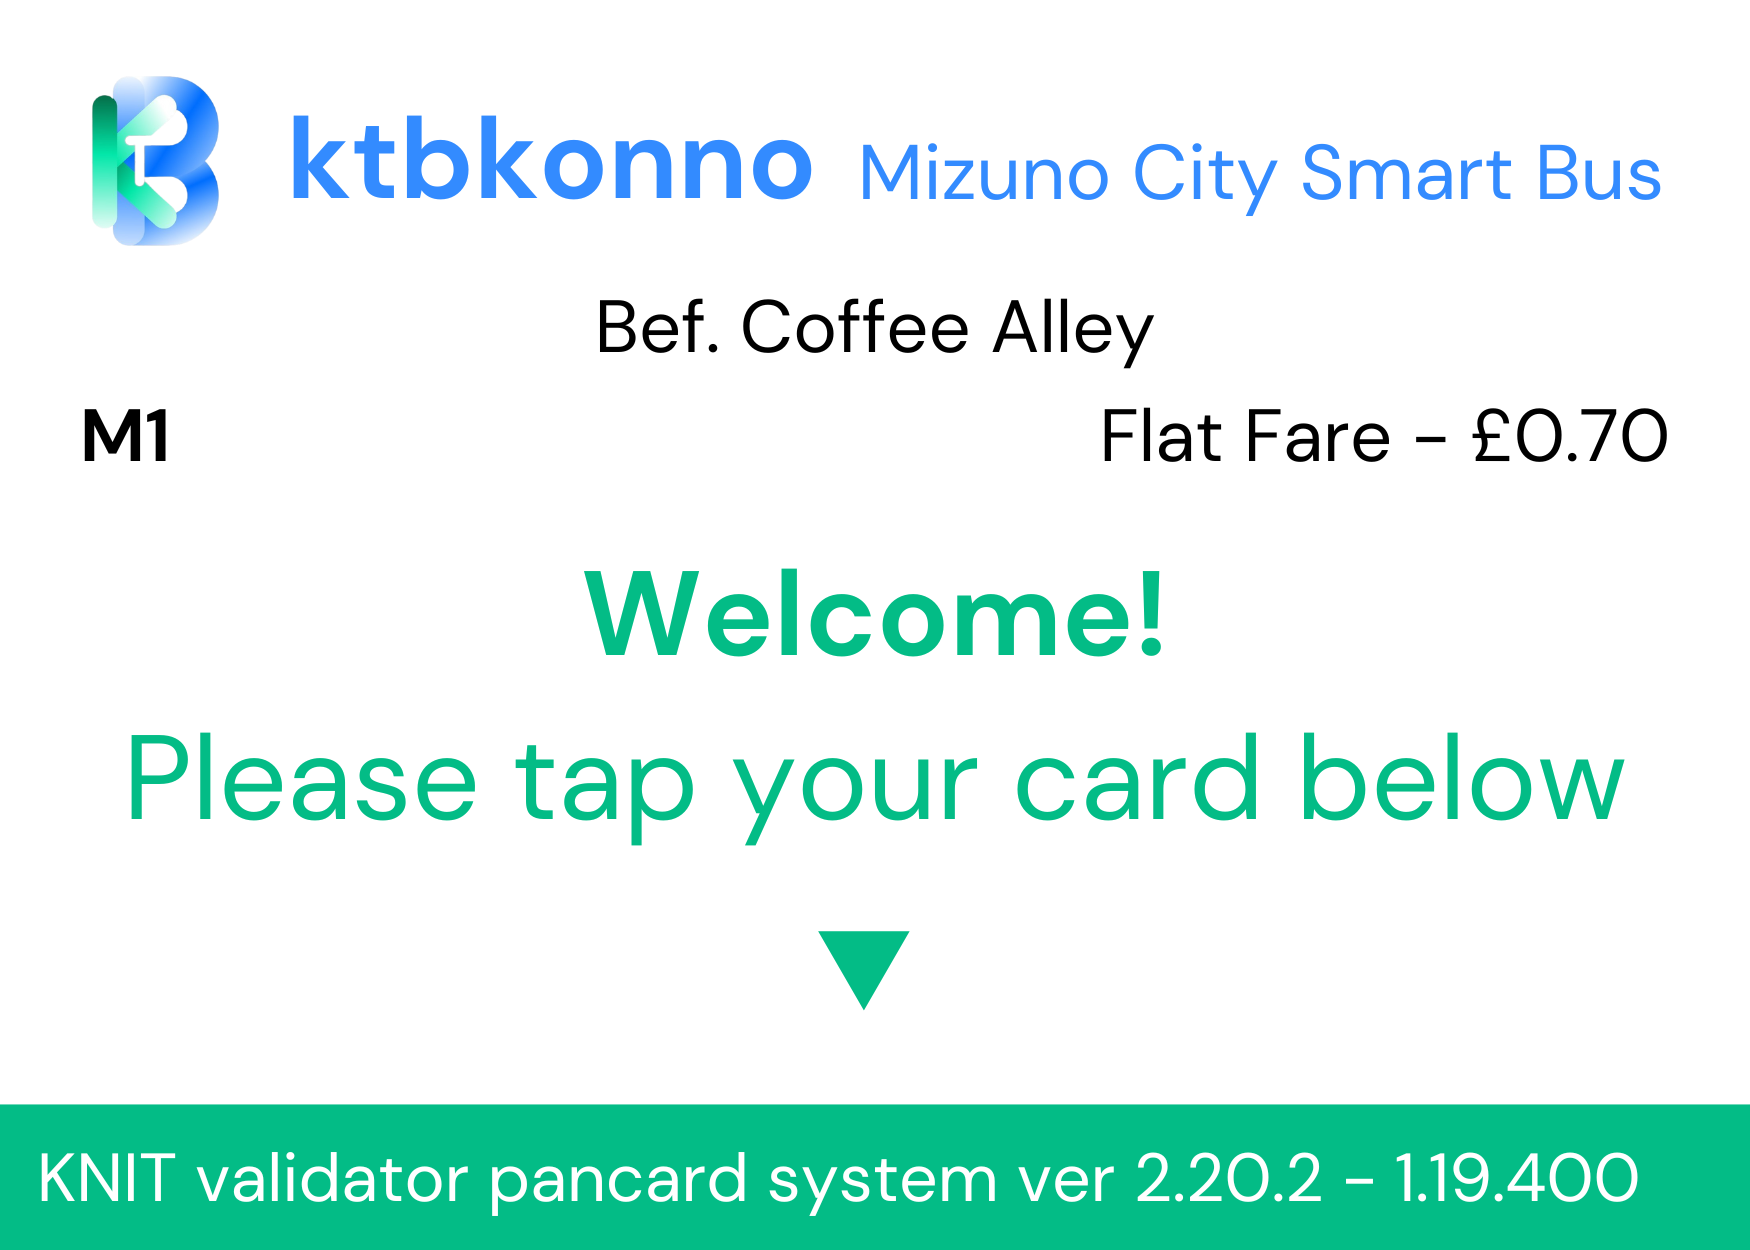 ktbkonno Mizuno City Smart Bus
Bef. Coffee Alley
M1 Flat Fare - £0.70
Welcome!
Please tap your card below
KNIT validator pancard system ver 2.20.2 - 1.19.400